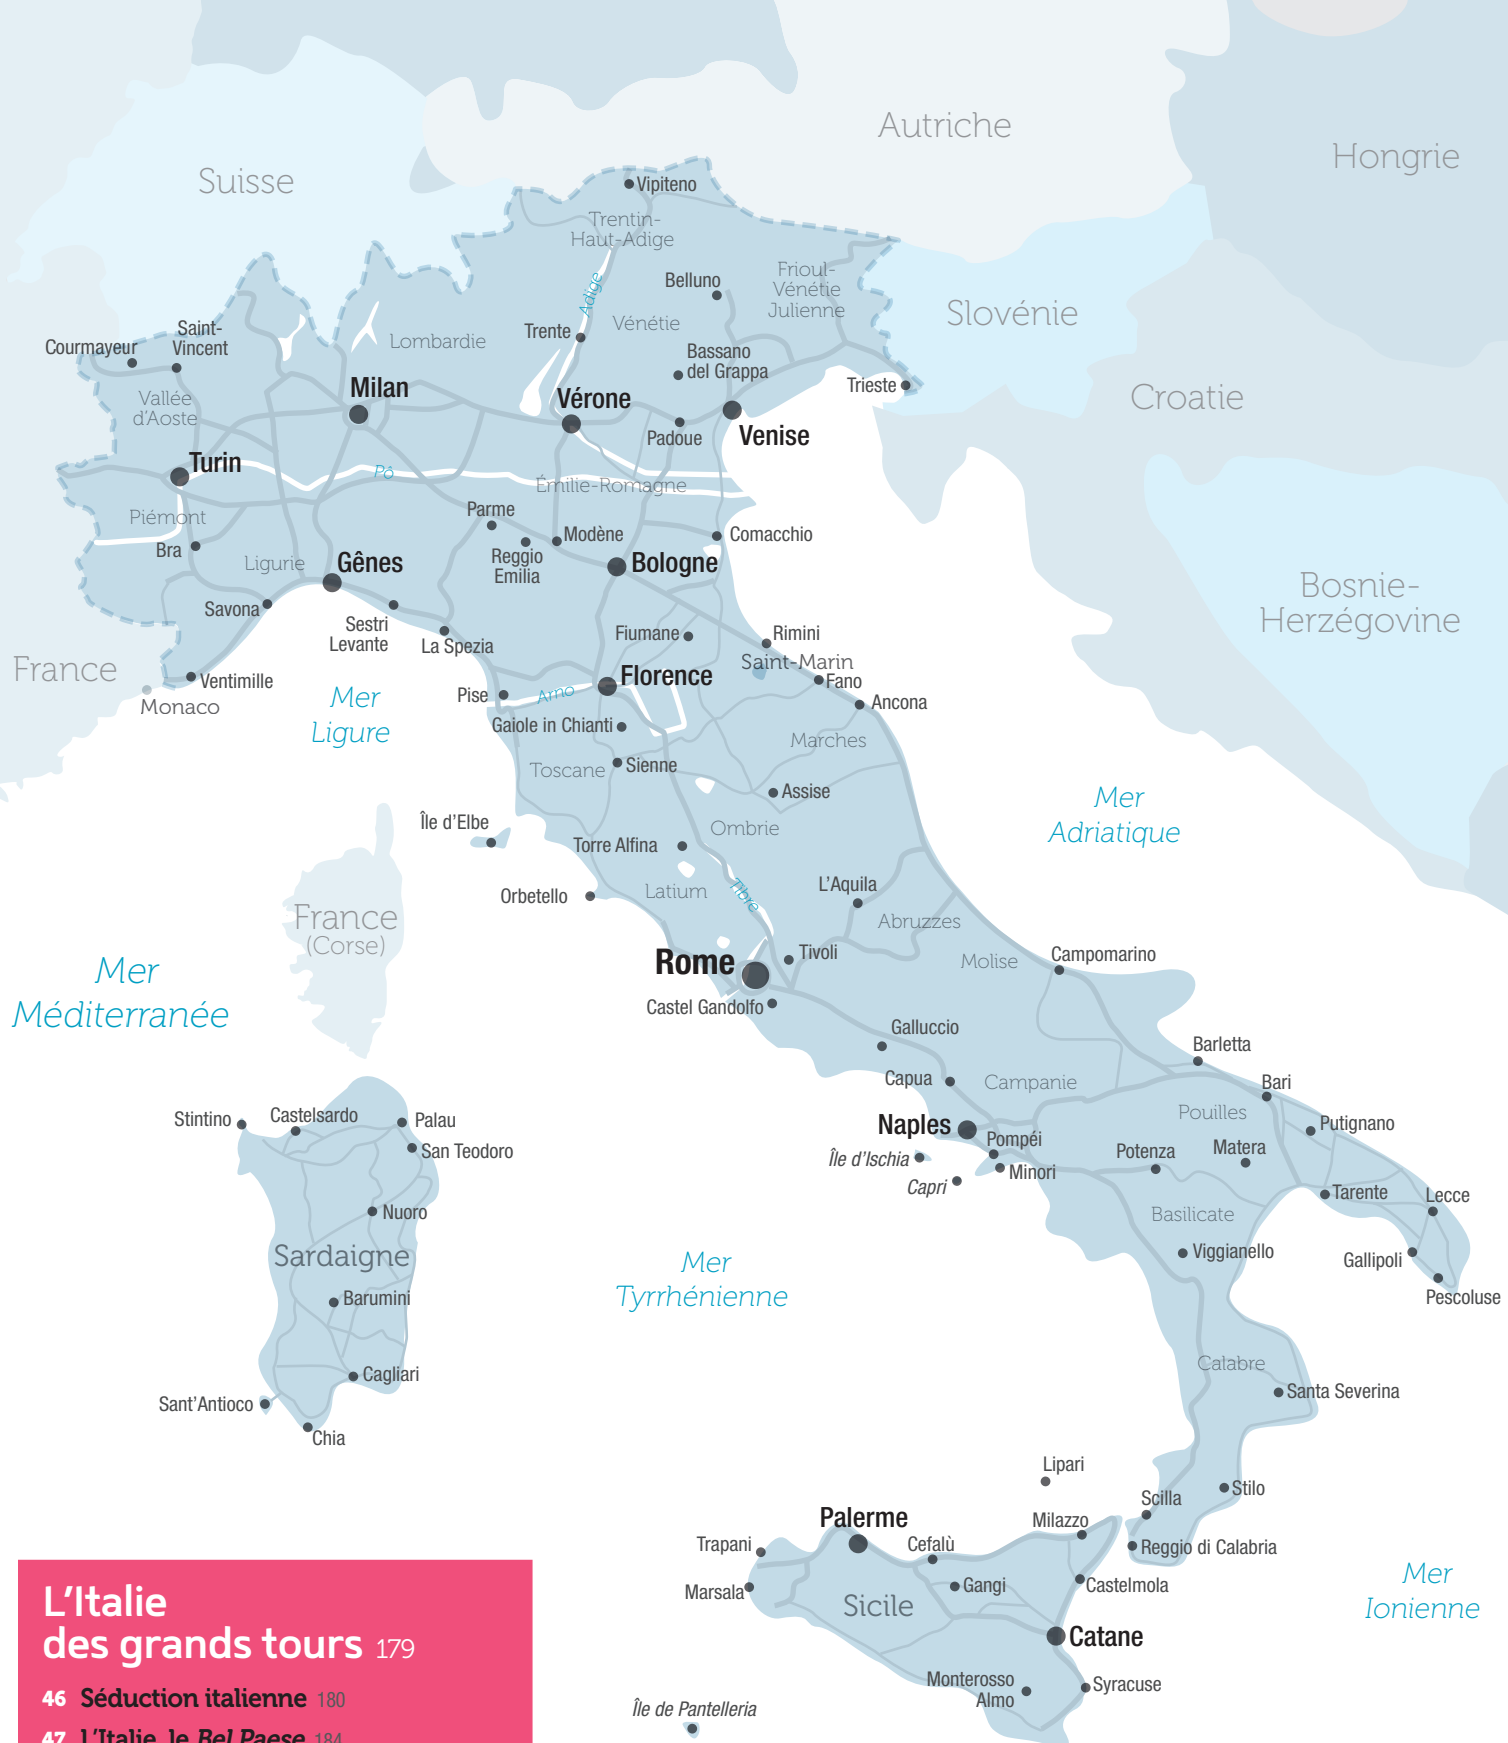 Autriche
Hongrie
Suisse
Vipiteno
Trentin-
Haut-Adige
Adige
Belluno
Frioul-
Vénétie
Julienne
Slovénie
Saint-
Vincent
Courmayeur
Lombardie
Trente
Vénétie
Bassano
del Grappa
Trieste
Croatie
Vallée
d'Aoste
Milan
Vérone
Padoue
Venise
Turin
Pô
Émilie-Romagne
Piémont
Parme
Modène
Comacchio
Bra
Reggio
Emilia
Ligurie
Gênes
Bologne
Bosnie-
Herzégovine
Savona
Sestri
Levante
La Spezia
Fiumane
Rimini
Saint-Marin
Fano
France
Ventimille
Monaco
Mer
Ligure
Pise
Arno
Florence
Ancona
Gaiole in Chianti
Marches
Toscane
Sienne
Assise
Mer
Adriatique
Île d'Elbe
Torre Alfina
Ombrie
Orbetello
Latium
Tibre
L'Aquila
Abruzzes
France
(Corse)
Mer
Méditerranée
Rome
Tivoli
Molise
Campomarino
Castel Gandolfo
Galluccio
Barletta
Capua
Campanie
Bari
Pouilles
Putignano
Stintino
Castelsardo
Palau
San Teodoro
Naples
Pompéi
Île d'Ischia
Minori
Capri
Potenza
Matera
Tarente
Lecce
Nuoro
Basilicate
Sardaigne
Viggianello
Gallipoli
Pescoluse
Mer
Tyrrhénienne
Barumini
Cagliari
Calabre
Santa Severina
Sant'Antioco
Chia
Lipari
Stilo
Scilla
Palerme
Milazzo
Trapani
Cefalù
Reggio di Calabria
Marsala
Gangi
Castelmola
Sicile
Mer
Ionienne
Catane
Monterosso
Almo
Syracuse
Île de Pantelleria
L'Italie
des grands tours 179
46 Séduction italienne 180
47 L'Italie, le Bel Paese 184